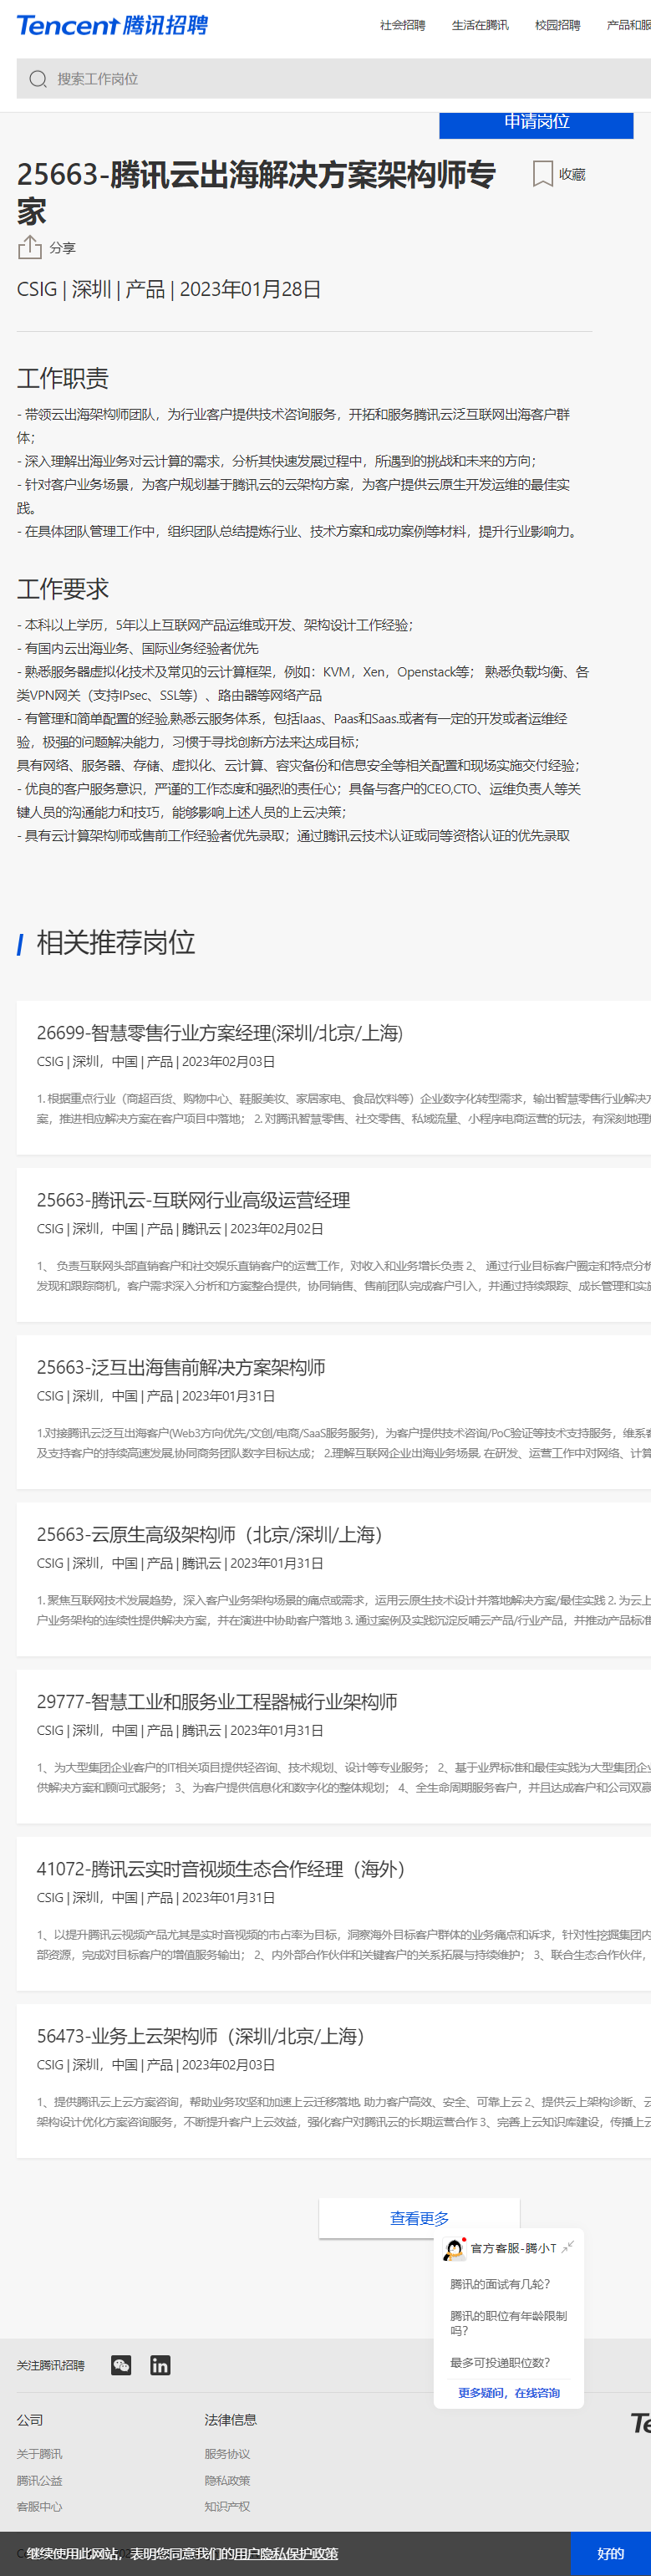 Tencent 腾讯招聘
社会招聘 生活在腾讯 校园招聘 产品和服
搜索工作岗位
申请岗位
25663-腾讯云出海解决方案架构师专
家
收藏
分享
CSIG | 深圳 | 产品 | 2023年01月28日
工作职责
- 带领云出海架构师团队，为行业客户提供技术咨询服务，开拓和服务腾讯云泛互联网出海客户群
体；
- 深入理解出海业务对云计算的需求，分析其快速发展过程中，所遇到的挑战和未来的方向；
- 针对客户业务场景，为客户规划基于腾讯云的云架构方案，为客户提供云原生开发运维的最佳实
践。
- 在具体团队管理工作中，组织团队总结提炼行业、技术方案和成功案例等材料，提升行业影响力。
工作要求
- 本科以上学历，5年以上互联网产品运维或开发、架构设计工作经验；
- 有国内云出海业务、国际业务经验者优先
- 熟悉服务器虚拟化技术及常见的云计算框架，例如：KVM，Xen，Openstack等； 熟悉负载均衡、各
类VPN网关（支持IPsec、SSL等）、路由器等网络产品
- 有管理和简单配置的经验,熟悉云服务体系，包括Iaas、Paas和Saas.或者有一定的开发或者运维经
验，极强的问题解决能力，习惯于寻找创新方法来达成目标；
具有网络、服务器、存储、虚拟化、云计算、容灾备份和信息安全等相关配置和现场实施交付经验；
- 优良的客户服务意识，严谨的工作态度和强烈的责任心；具备与客户的CEO,CTO、运维负责人等关
键人员的沟通能力和技巧，能够影响上述人员的上云决策；
- 具有云计算架构师或售前工作经验者优先录取；通过腾讯云技术认证或同等资格认证的优先录取
相关推荐岗位
26699-智慧零售行业方案经理(深圳/北京/上海)
CSIG | 深圳，中国 | 产品 | 2023年02月03日
1. 根据重点行业（商超百货、购物中心、鞋服美妆、家居家电、食品饮料等）企业数字化转型需求，输出智慧零售行业解决方
案，推进相应解决方案在客户项目中落地； 2. 对腾讯智慧零售、社交零售、私域流量、小程序电商运营的玩法，有深刻地理
25663-腾讯云-互联网行业高级运营经理
CSIG | 深圳，中国 | 产品 | 腾讯云 | 2023年02月02日
1、 负责互联网头部直销客户和社交娱乐直销客户的运营工作，对收入和业务增长负责 2、 通过行业目标客户圈定和特点分析
发现和跟踪商机，客户需求深入分析和方案整合提供，协同销售、售前团队完成客户引入，并通过持续跟踪、成长管理和实施
25663-泛互出海售前解决方案架构师
CSIG | 深圳，中国 | 产品 | 2023年01月31日
1.对接腾讯云泛互出海客户(Web3方向优先/文创/电商/SaaS服务服务)，为客户提供技术咨询/PoC验证等技术支持服务，维系客
及支持客户的持续高速发展,协同商务团队数字目标达成； 2.理解互联网企业出海业务场景, 在研发、运营工作中对网络、计算
25663-云原生高级架构师（北京/深圳/上海）
CSIG | 深圳，中国 | 产品 | 腾讯云 | 2023年01月31日
1. 聚焦互联网技术发展趋势，深入客户业务架构场景的痛点或需求，运用云原生技术设计并落地解决方案/最佳实践 2. 为云上
户业务架构的连续性提供解决方案，并在演进中协助客户落地 3. 通过案例及实践沉淀反哺云产品/行业产品，并推动产品标准
29777-智慧工业和服务业工程器械行业架构师
CSIG | 深圳，中国 | 产品 | 腾讯云 | 2023年01月31日
1、为大型集团企业客户的IT相关项目提供轻咨询、技术规划、设计等专业服务； 2、基于业界标准和最佳实践为大型集团企业
供解决方案和顾问式服务； 3、为客户提供信息化和数字化的整体规划； 4、全生命周期服务客户，并且达成客户和公司双赢
41072-腾讯云实时音视频生态合作经理（海外）
CSIG | 深圳，中国 | 产品 | 2023年01月31日
1、以提升腾讯云视频产品尤其是实时音视频的市占率为目标，洞察海外目标客户群体的业务痛点和诉求，针对性挖掘集团内
部资源，完成对目标客户的增值服务输出； 2、内外部合作伙伴和关键客户的关系拓展与持续维护； 3、联合生态合作伙伴，
56473-业务上云架构师（深圳/北京/上海）
CSIG | 深圳，中国 | 产品 | 2023年02月03日
1、提供腾讯云上云方案咨询，帮助业务攻坚和加速上云迁移落地, 助力客户高效、安全、可靠上云 2、提供云上架构诊断、云
架构设计优化方案咨询服务，不断提升客户上云效益，强化客户对腾讯云的长期运营合作 3、完善上云知识库建设，传播上云
查看更多
官方客服-腾小T
腾讯的面试有几轮？
腾讯的职位有年龄限制
吗？
最多可投递职位数？
更多疑问，在线咨询
关注腾讯招聘
公司 法律信息
关于腾讯 服务协议
腾讯公益 隐私政策
客服中心 知识产权
继续使用此网站，表明您同意我们的用户隐私保护政策
好的